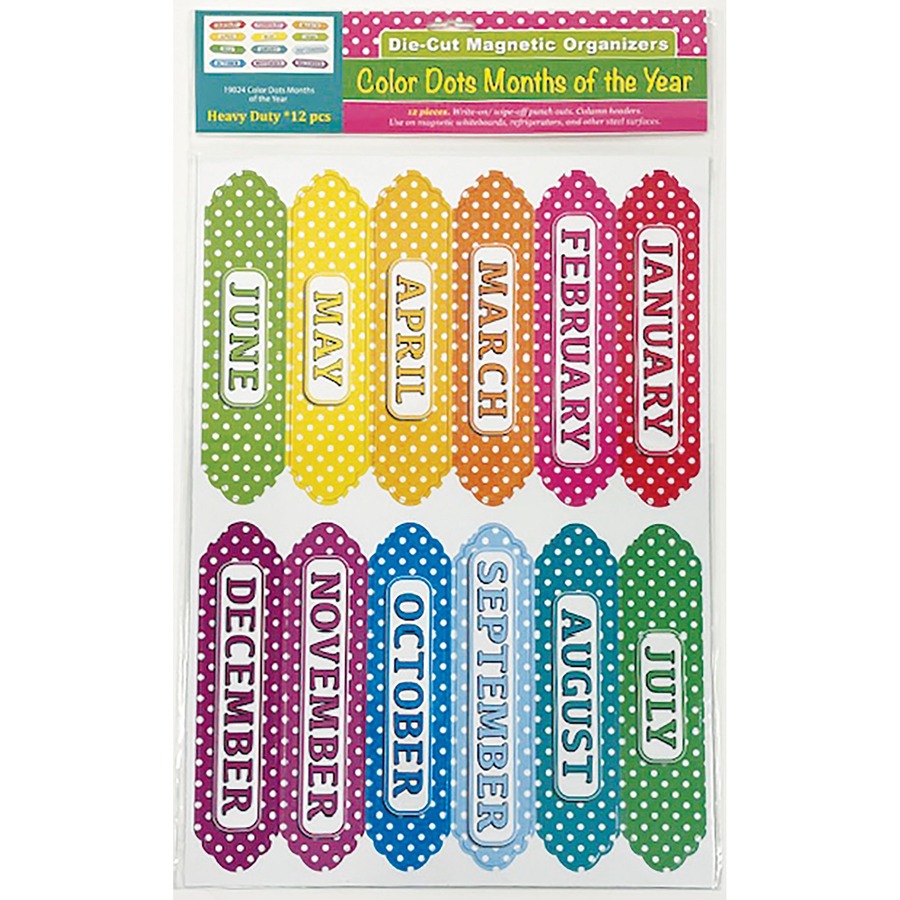 Die-Cut Magnetic Organizers
Color Dots Months of the Year
19024 Color Dots Months
of the Year
Heavy Duty *12 pcs
12 pieces. Write-on/ wipe-off punch outs. Column headers.
Use on magnetic whiteboards, refrigerators, and other steel surfaces.
JUNE
MAY
APRIL
MARCH
FEBRUARY
JANUARY
DECEMBER
NOVEMBER
OCTOBER
SEPTEMBER
AUGUST
JULY